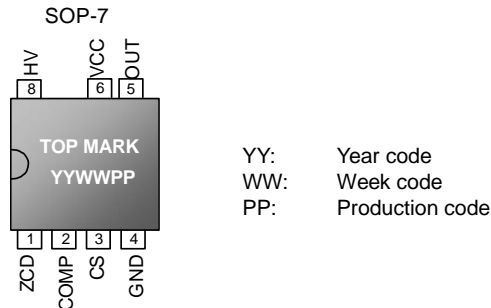 SOP-7
HV VCC OUT
8 6 5
TOP MARK
YYWWPP
1 2 3 4
ZCD COMP CS GND
YY: Year code
WW: Week code
PP: Production code